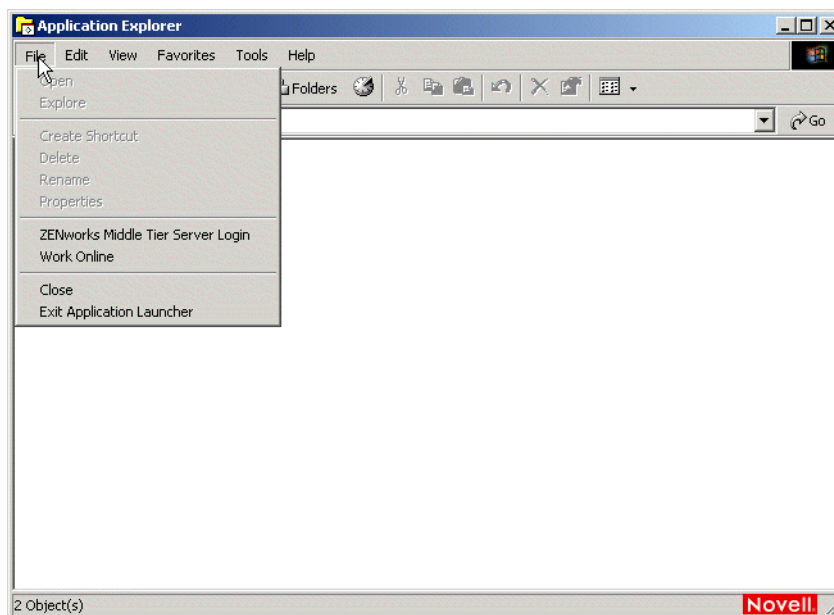 Application Explorer
File Edit View Favorites Tools Help
Folders
Go
Open
Explore
Create Shortcut
Delete
Rename
Properties
ZENworks Middle Tier Server Login
Work Online
Close
Exit Application Launcher
2 Object(s)
Novell.